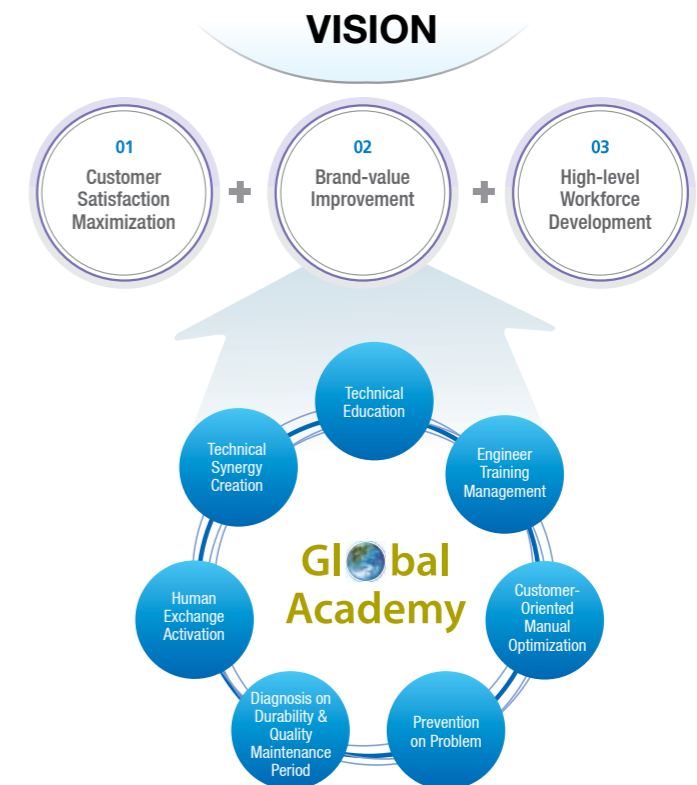 VISION
01
Customer
Satisfaction
Maximization
02
Brand-value
Improvement
03
High-level
Workforce
Development
Technical
Education
Engineer
Training
Management
Customer-
Oriented
Manual
Optimization
Prevention
on Problem
Diagnosis on
Durability &
Quality
Maintenance
Period
Human
Exchange
Activation
Technical
Synergy
Creation
Global
Academy